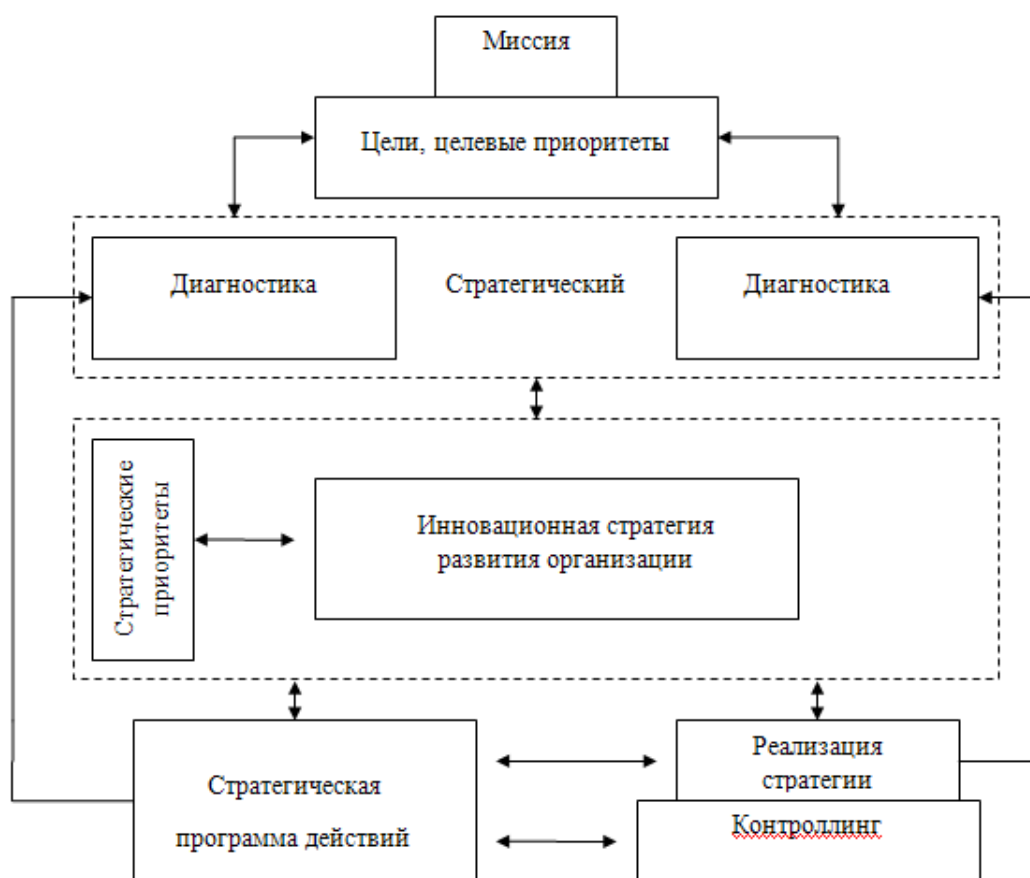 Миссия
Цели, целевые приоритеты
Диагностика
Стратегический
Диагностика
Стратегические
приоритеты
Инновационная стратегия
развития организации
Реализация
стратегии
Стратегическая
программа действий
Контроллинг